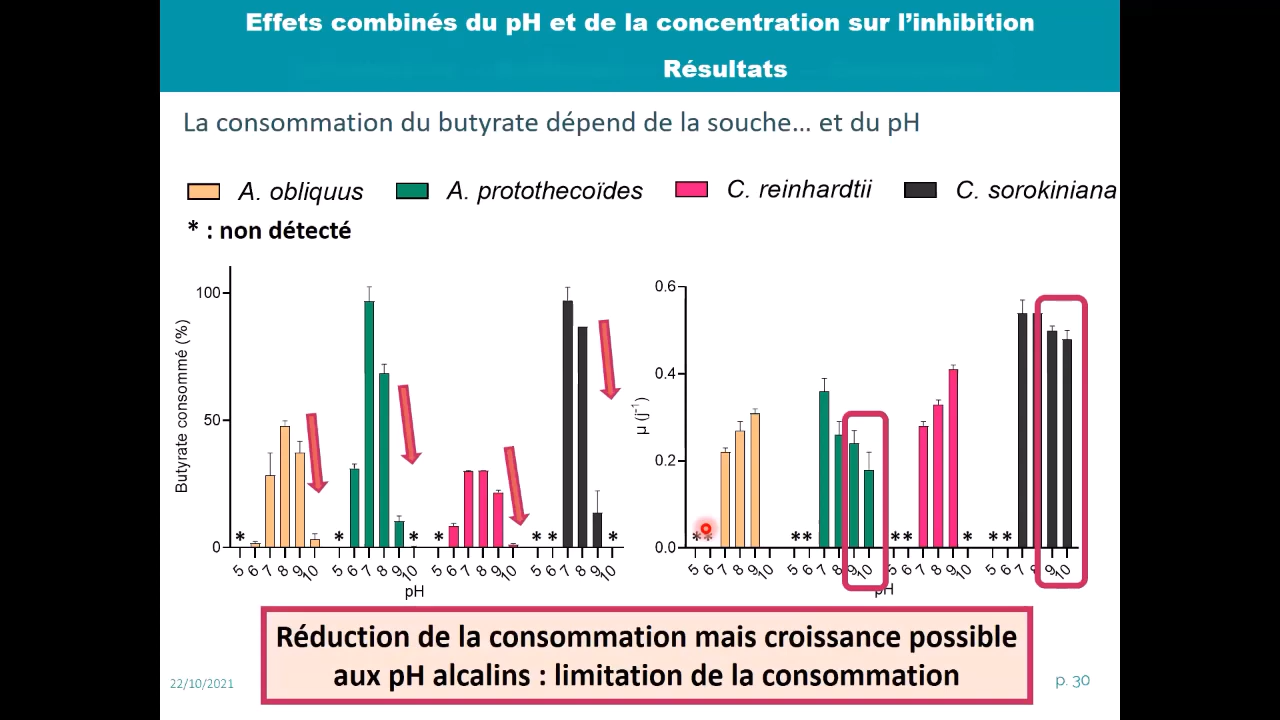 Effets combinés du pH et de la concentration sur l'inhibition
Résultats
La consommation du butyrate dépend de la souche... et du pH
A. obliquus A. protothecoïdes C. reinhardtii C. sorokiniana
* : non détecté
Butyrate consommé (%)
100
50
0
* * * * * * *
5 6 7 8 9 10 5 6 7 8 9 10 5 6 7 8 9 10 5 6 7 8 9 10
pH
µ (j⁻¹)
0.6
0.4
0.2
0.0
** ** ** * **
5 6 7 8 9 10 5 6 7 8 9 10 5 6 7 8 9 10 5 6 7 8 9 10
pH
Réduction de la consommation mais croissance possible
aux pH alcalins : limitation de la consommation
22/10/2021
p. 30